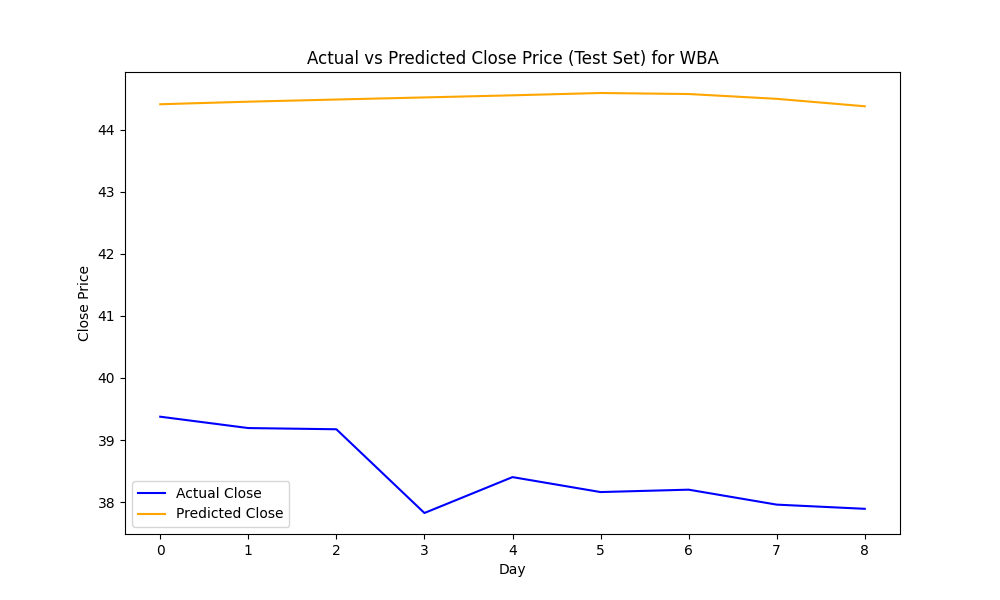 Actual vs Predicted Close Price (Test Set) for WBA
Close Price
44
43
42
41
40
39
38
Actual Close
Predicted Close
0 1 2 3 4 5 6 7 8
Day